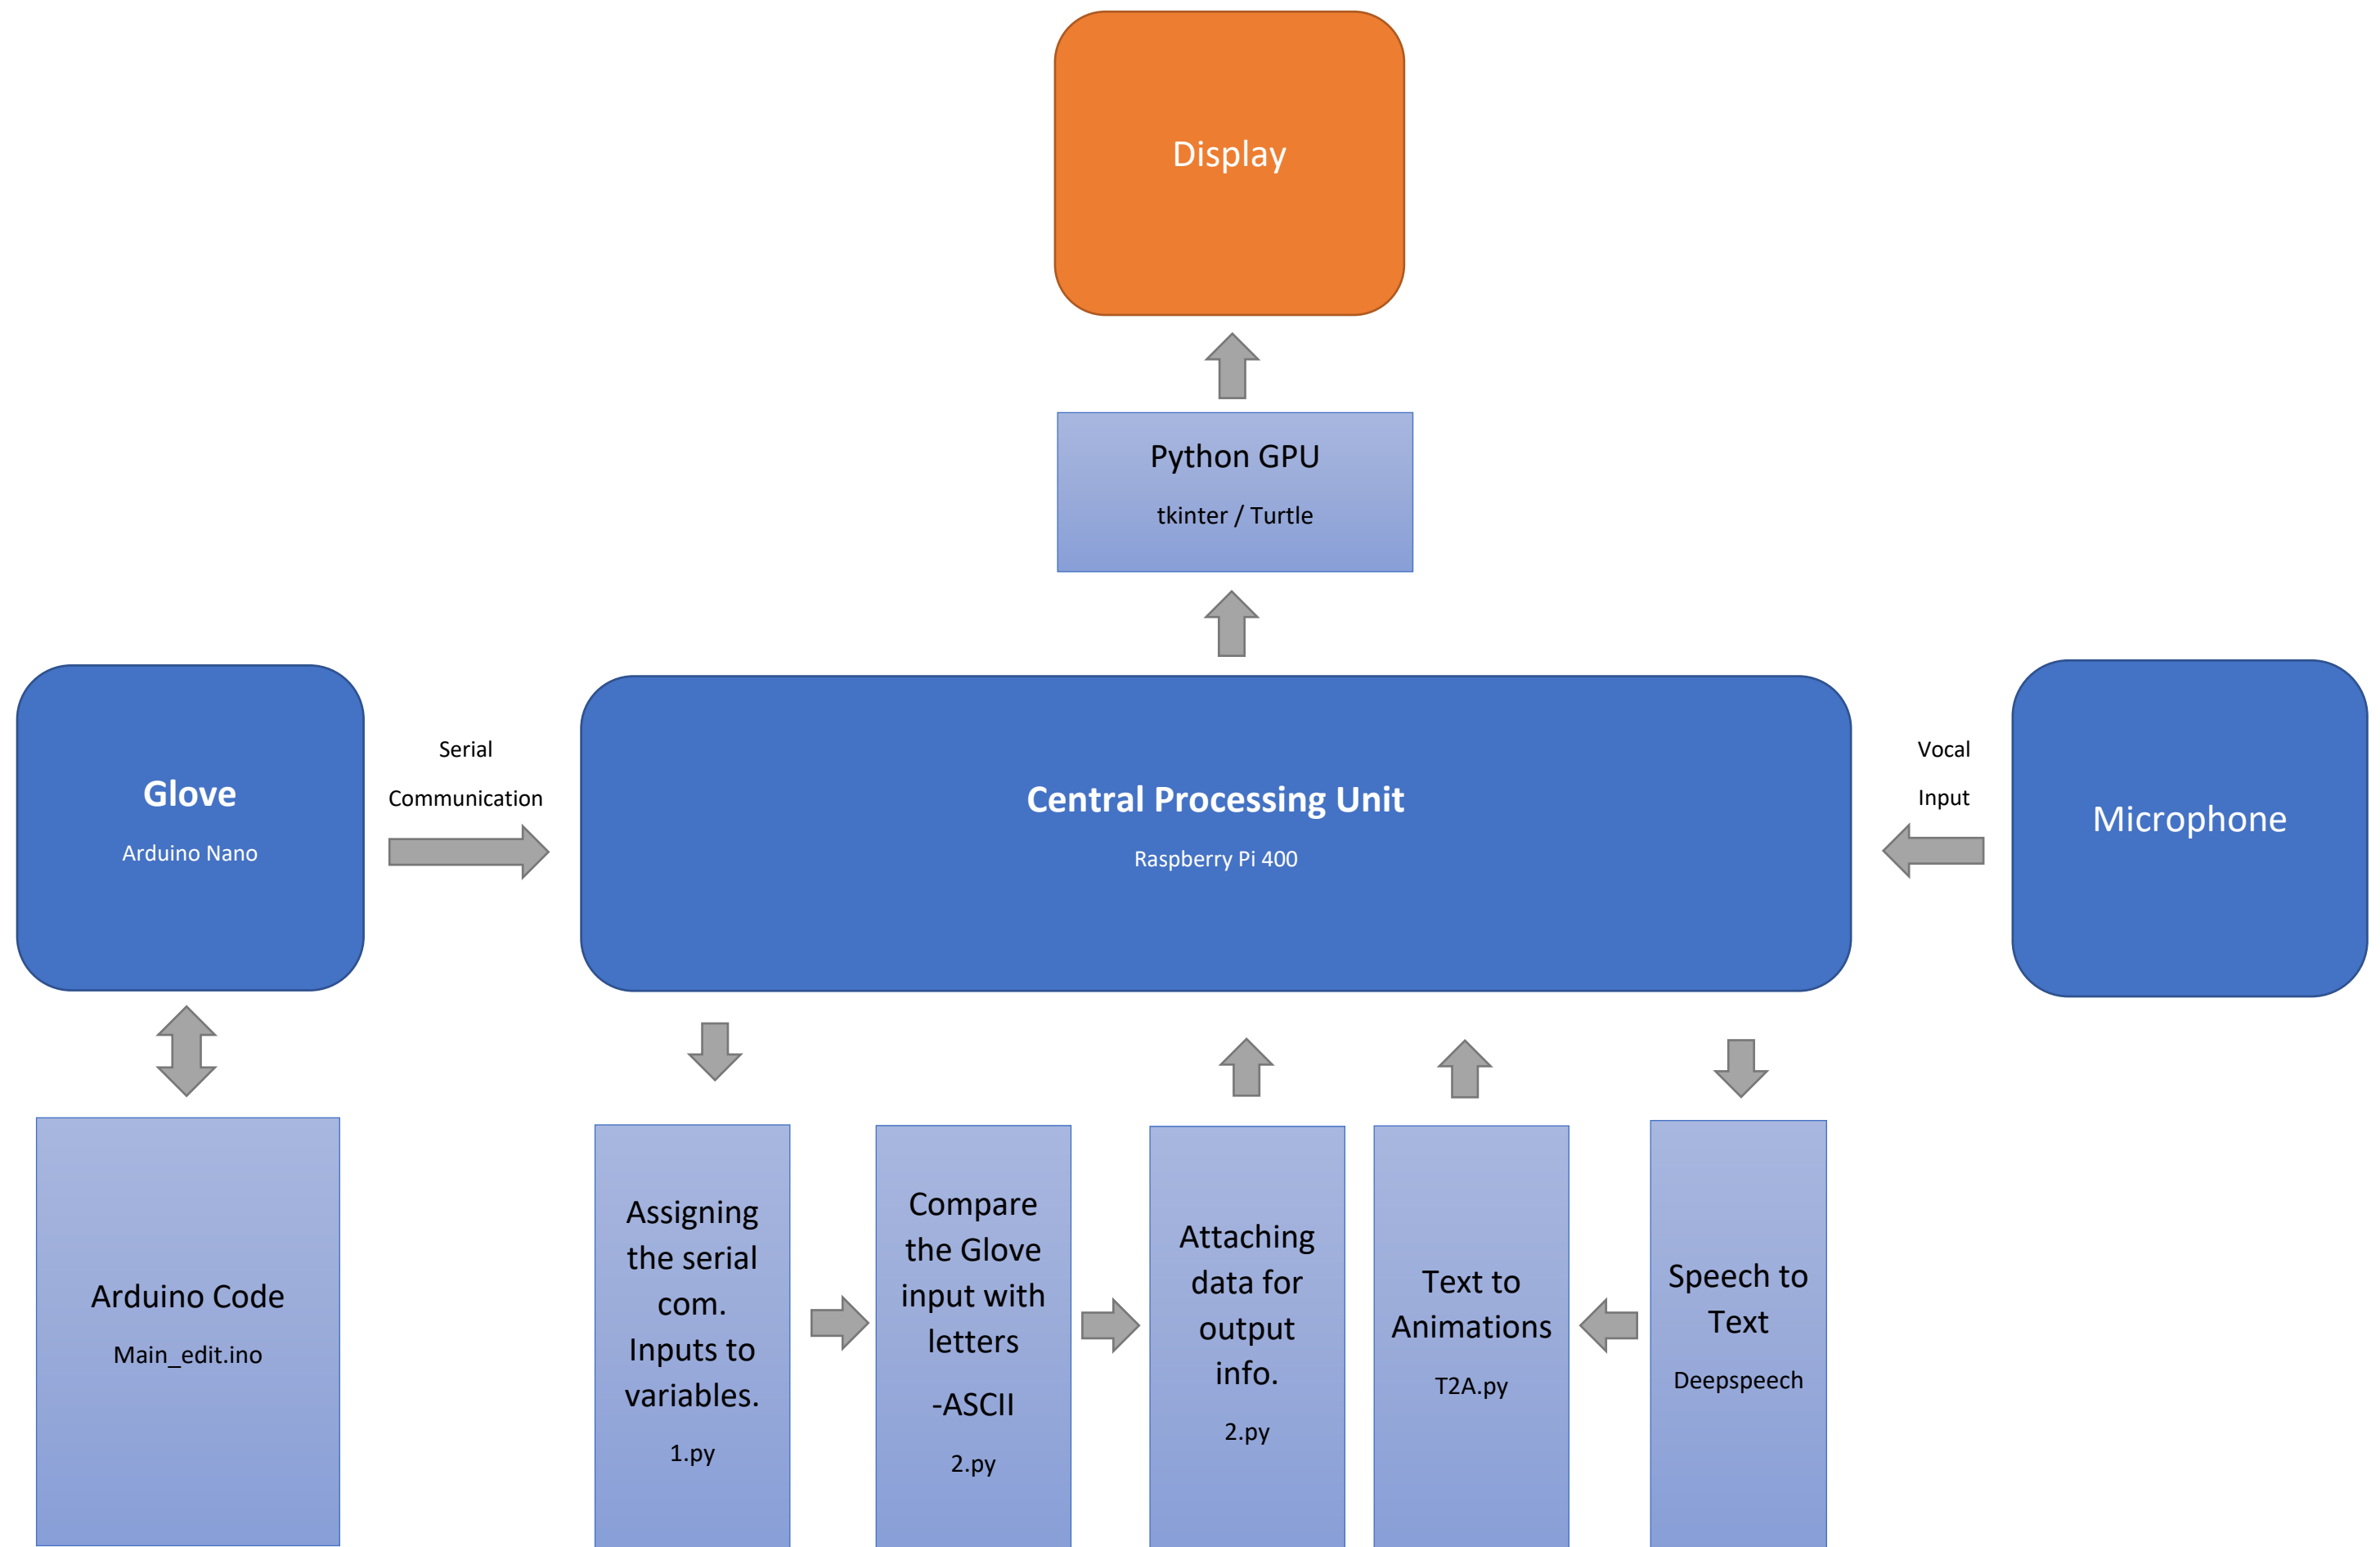 Display
Python GPU
tkinter / Turtle
Glove
Arduino Nano
Serial
Communication
Central Processing Unit
Raspberry Pi 400
Vocal
Input
Microphone
Arduino Code
Main_edit.ino
Assigning
the serial
com.
Inputs to
variables.
1.py
Compare
the Glove
input with
letters
-ASCII
2.py
Attaching
data for
output
info.
2.py
Text to
Animations
T2A.py
Speech to
Text
Deepspeech